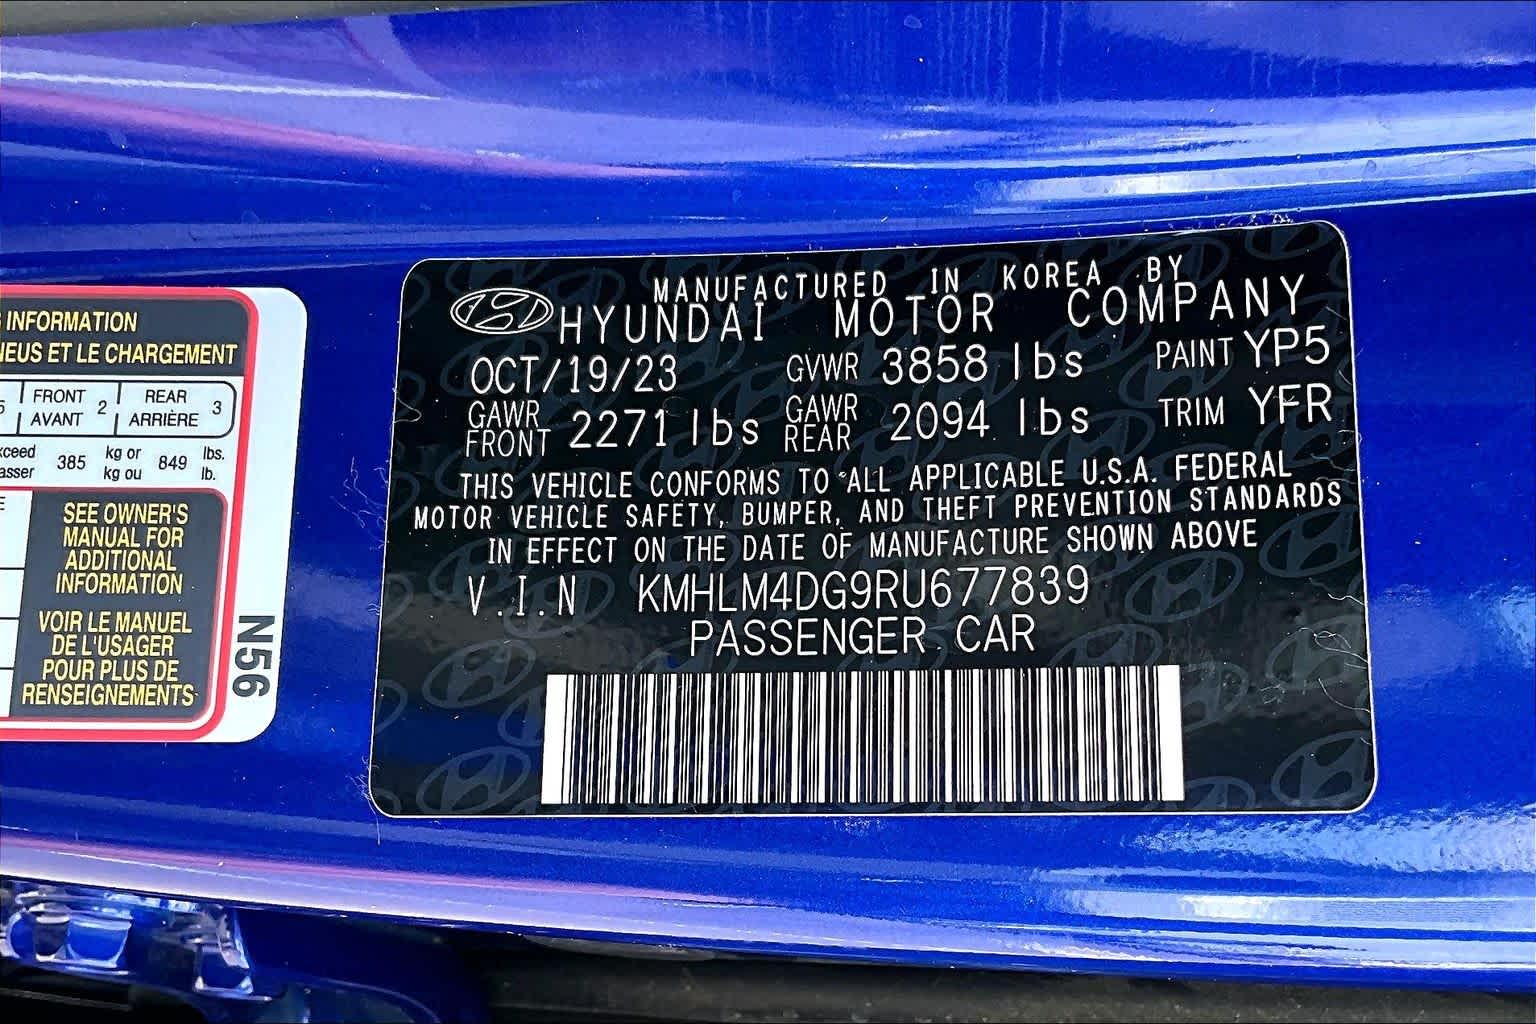 INFORMATION
NEUS ET LE CHARGEMENT
5 FRONT AVANT 2 REAR ARRIÈRE 3
xceed kg or lbs.
asser 385 kg ou 849 lb.
E
SEE OWNER'S
MANUAL FOR
ADDITIONAL
INFORMATION
VOIR LE MANUEL
DE L'USAGER
POUR PLUS DE
RENSEIGNEMENTS
N56
MANUFACTURED IN KOREA BY
HYUNDAI MOTOR COMPANY
OCT/19/23 GVWR 3858 lbs PAINT YP5
GAWR FRONT 2271 lbs GAWR REAR 2094 lbs TRIM YFR
THIS VEHICLE CONFORMS TO ALL APPLICABLE U.S.A. FEDERAL
MOTOR VEHICLE SAFETY, BUMPER, AND THEFT PREVENTION STANDARDS
IN EFFECT ON THE DATE OF MANUFACTURE SHOWN ABOVE
V.I.N KMHLM4DG9RU677839
PASSENGER CAR